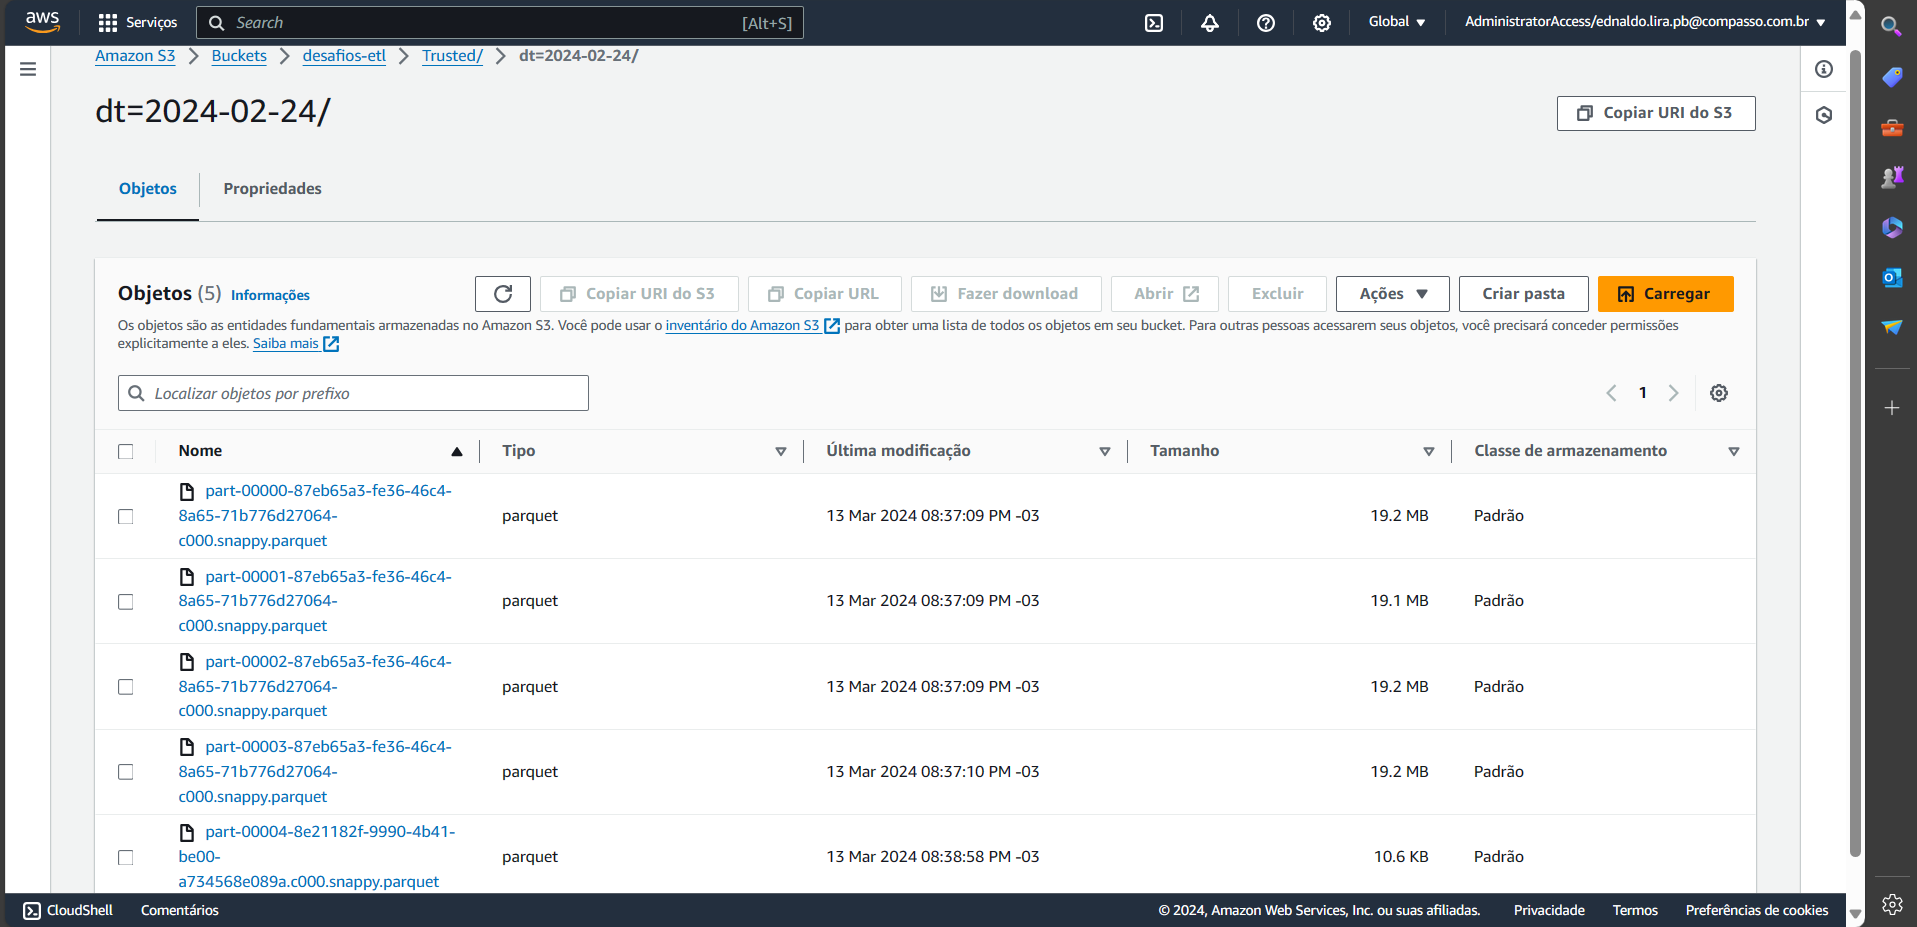 aws
Serviços
Search
[Alt+S]
Global
AdministratorAccess/ednaldo.lira.pb@compasso.com.br
Amazon S3
Buckets
desafios-etl
Trusted/
dt=2024-02-24/
dt=2024-02-24/
Copiar URI do S3
Objetos
Propriedades
Objetos (5)
Informações
Copiar URI do S3
Copiar URL
Fazer download
Abrir
Excluir
Ações
Criar pasta
Carregar
Os objetos são as entidades fundamentais armazenadas no Amazon S3. Você pode usar o inventário do Amazon S3 para obter uma lista de todos os objetos em seu bucket. Para outras pessoas acessarem seus objetos, você precisará conceder permissões
explicitamente a eles. Saiba mais
Localizar objetos por prefixo
1
Nome
Tipo
Última modificação
Tamanho
Classe de armazenamento
part-00000-87eb65a3-fe36-46c4-
8a65-71b776d27064-
c000.snappy.parquet
parquet
13 Mar 2024 08:37:09 PM -03
19.2 MB
Padrão
part-00001-87eb65a3-fe36-46c4-
8a65-71b776d27064-
c000.snappy.parquet
parquet
13 Mar 2024 08:37:09 PM -03
19.1 MB
Padrão
part-00002-87eb65a3-fe36-46c4-
8a65-71b776d27064-
c000.snappy.parquet
parquet
13 Mar 2024 08:37:09 PM -03
19.2 MB
Padrão
part-00003-87eb65a3-fe36-46c4-
8a65-71b776d27064-
c000.snappy.parquet
parquet
13 Mar 2024 08:37:10 PM -03
19.2 MB
Padrão
part-00004-8e21182f-9990-4b41-
be00-
a734568e089a.c000.snappy.parquet
parquet
13 Mar 2024 08:38:58 PM -03
10.6 KB
Padrão
CloudShell
Comentários
© 2024, Amazon Web Services, Inc. ou suas afiliadas.
Privacidade
Termos
Preferências de cookies